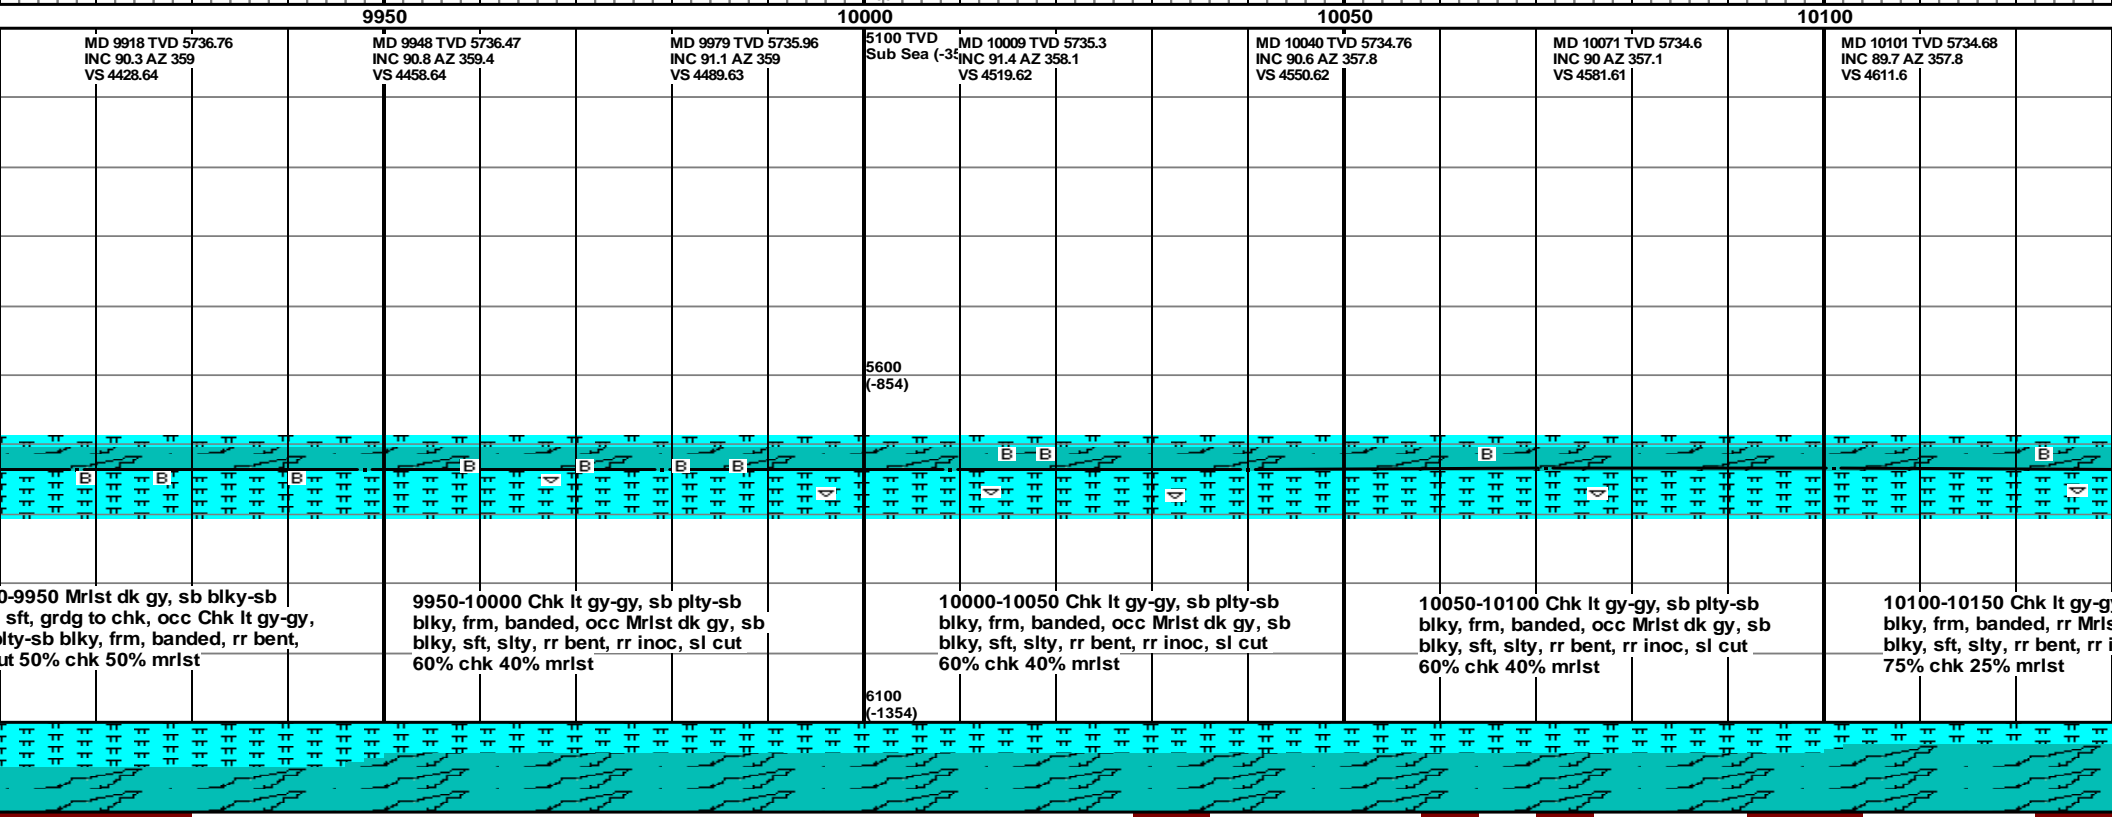 9950 10000 10050 10100
MD 9918 TVD 5736.76
INC 90.3 AZ 359
VS 4428.64
MD 9948 TVD 5736.47
INC 90.8 AZ 359.4
VS 4458.64
MD 9979 TVD 5735.96
INC 91.1 AZ 359
VS 4489.63
5100 TVD
Sub Sea (-35
MD 10009 TVD 5735.3
INC 91.4 AZ 358.1
VS 4519.62
MD 10040 TVD 5734.76
INC 90.6 AZ 357.8
VS 4550.62
MD 10071 TVD 5734.6
INC 90 AZ 357.1
VS 4581.61
MD 10101 TVD 5734.68
INC 89.7 AZ 357.8
VS 4611.6
5600
(-854)
B B B B B B B B B B B
0-9950 Mrlst dk gy, sb blky-sb
sft, grdg to chk, occ Chk lt gy-gy,
plty-sb blky, frm, banded, rr bent,
ut 50% chk 50% mrlst
9950-10000 Chk lt gy-gy, sb plty-sb
blky, frm, banded, occ Mrlst dk gy, sb
blky, sft, slty, rr bent, rr inoc, sl cut
60% chk 40% mrlst
10000-10050 Chk lt gy-gy, sb plty-sb
blky, frm, banded, occ Mrlst dk gy, sb
blky, sft, slty, rr bent, rr inoc, sl cut
60% chk 40% mrlst
10050-10100 Chk lt gy-gy, sb plty-sb
blky, frm, banded, occ Mrlst dk gy, sb
blky, sft, slty, rr bent, rr inoc, sl cut
60% chk 40% mrlst
10100-10150 Chk lt gy-gy
blky, frm, banded, rr Mrls
blky, sft, slty, rr bent, rr i
75% chk 25% mrlst
6100
(-1354)